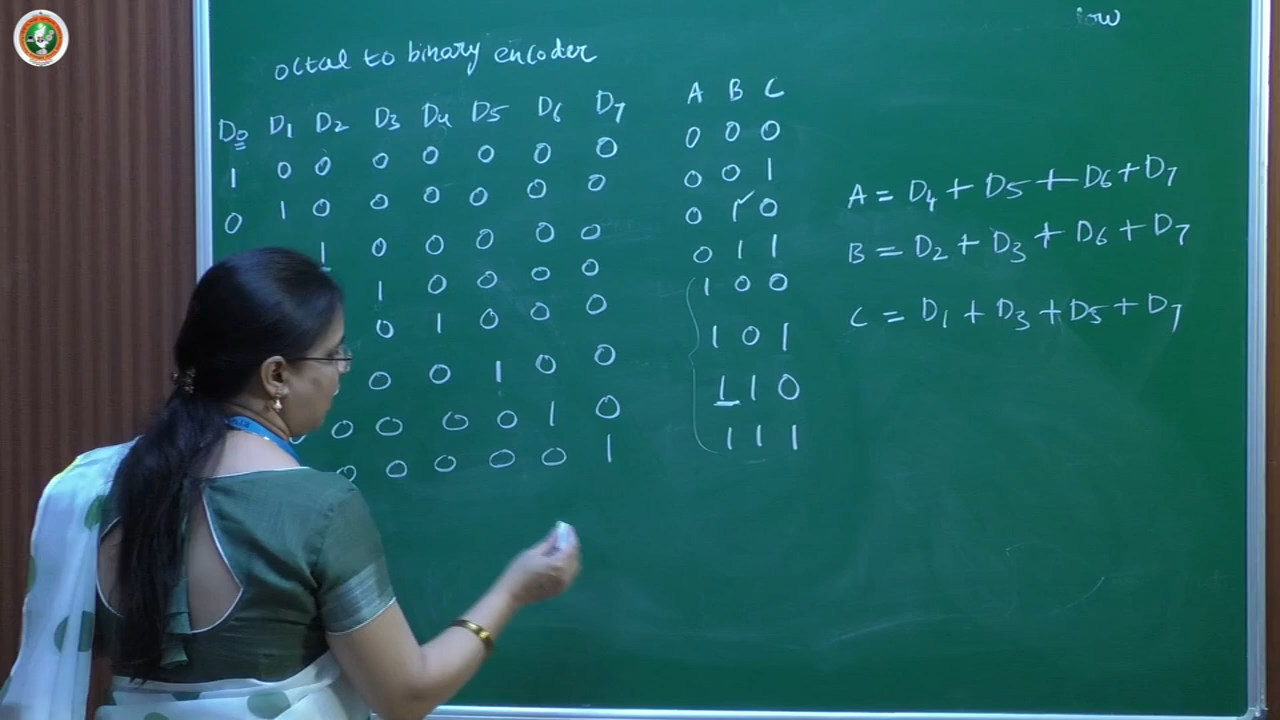 low
octal to binary encoder
D0 D1 D2 D3 D4 D5 D6 D7 A B C
1 0 0 0 0 0 0 0 0 0 0
0 1 0 0 0 0 0 0 0 0 1
1 0 0 0 0 0 0 1 0
1 0 0 0 0 0 1 1
0 1 0 0 0 1 0 0
0 0 1 0 0 1 0 1
0 0 0 0 1 0 1 1 0
0 0 0 0 0 1 1 1 1
A = D4 + D5 + D6 + D7
B = D2 + D3 + D6 + D7
C = D1 + D3 + D5 + D7